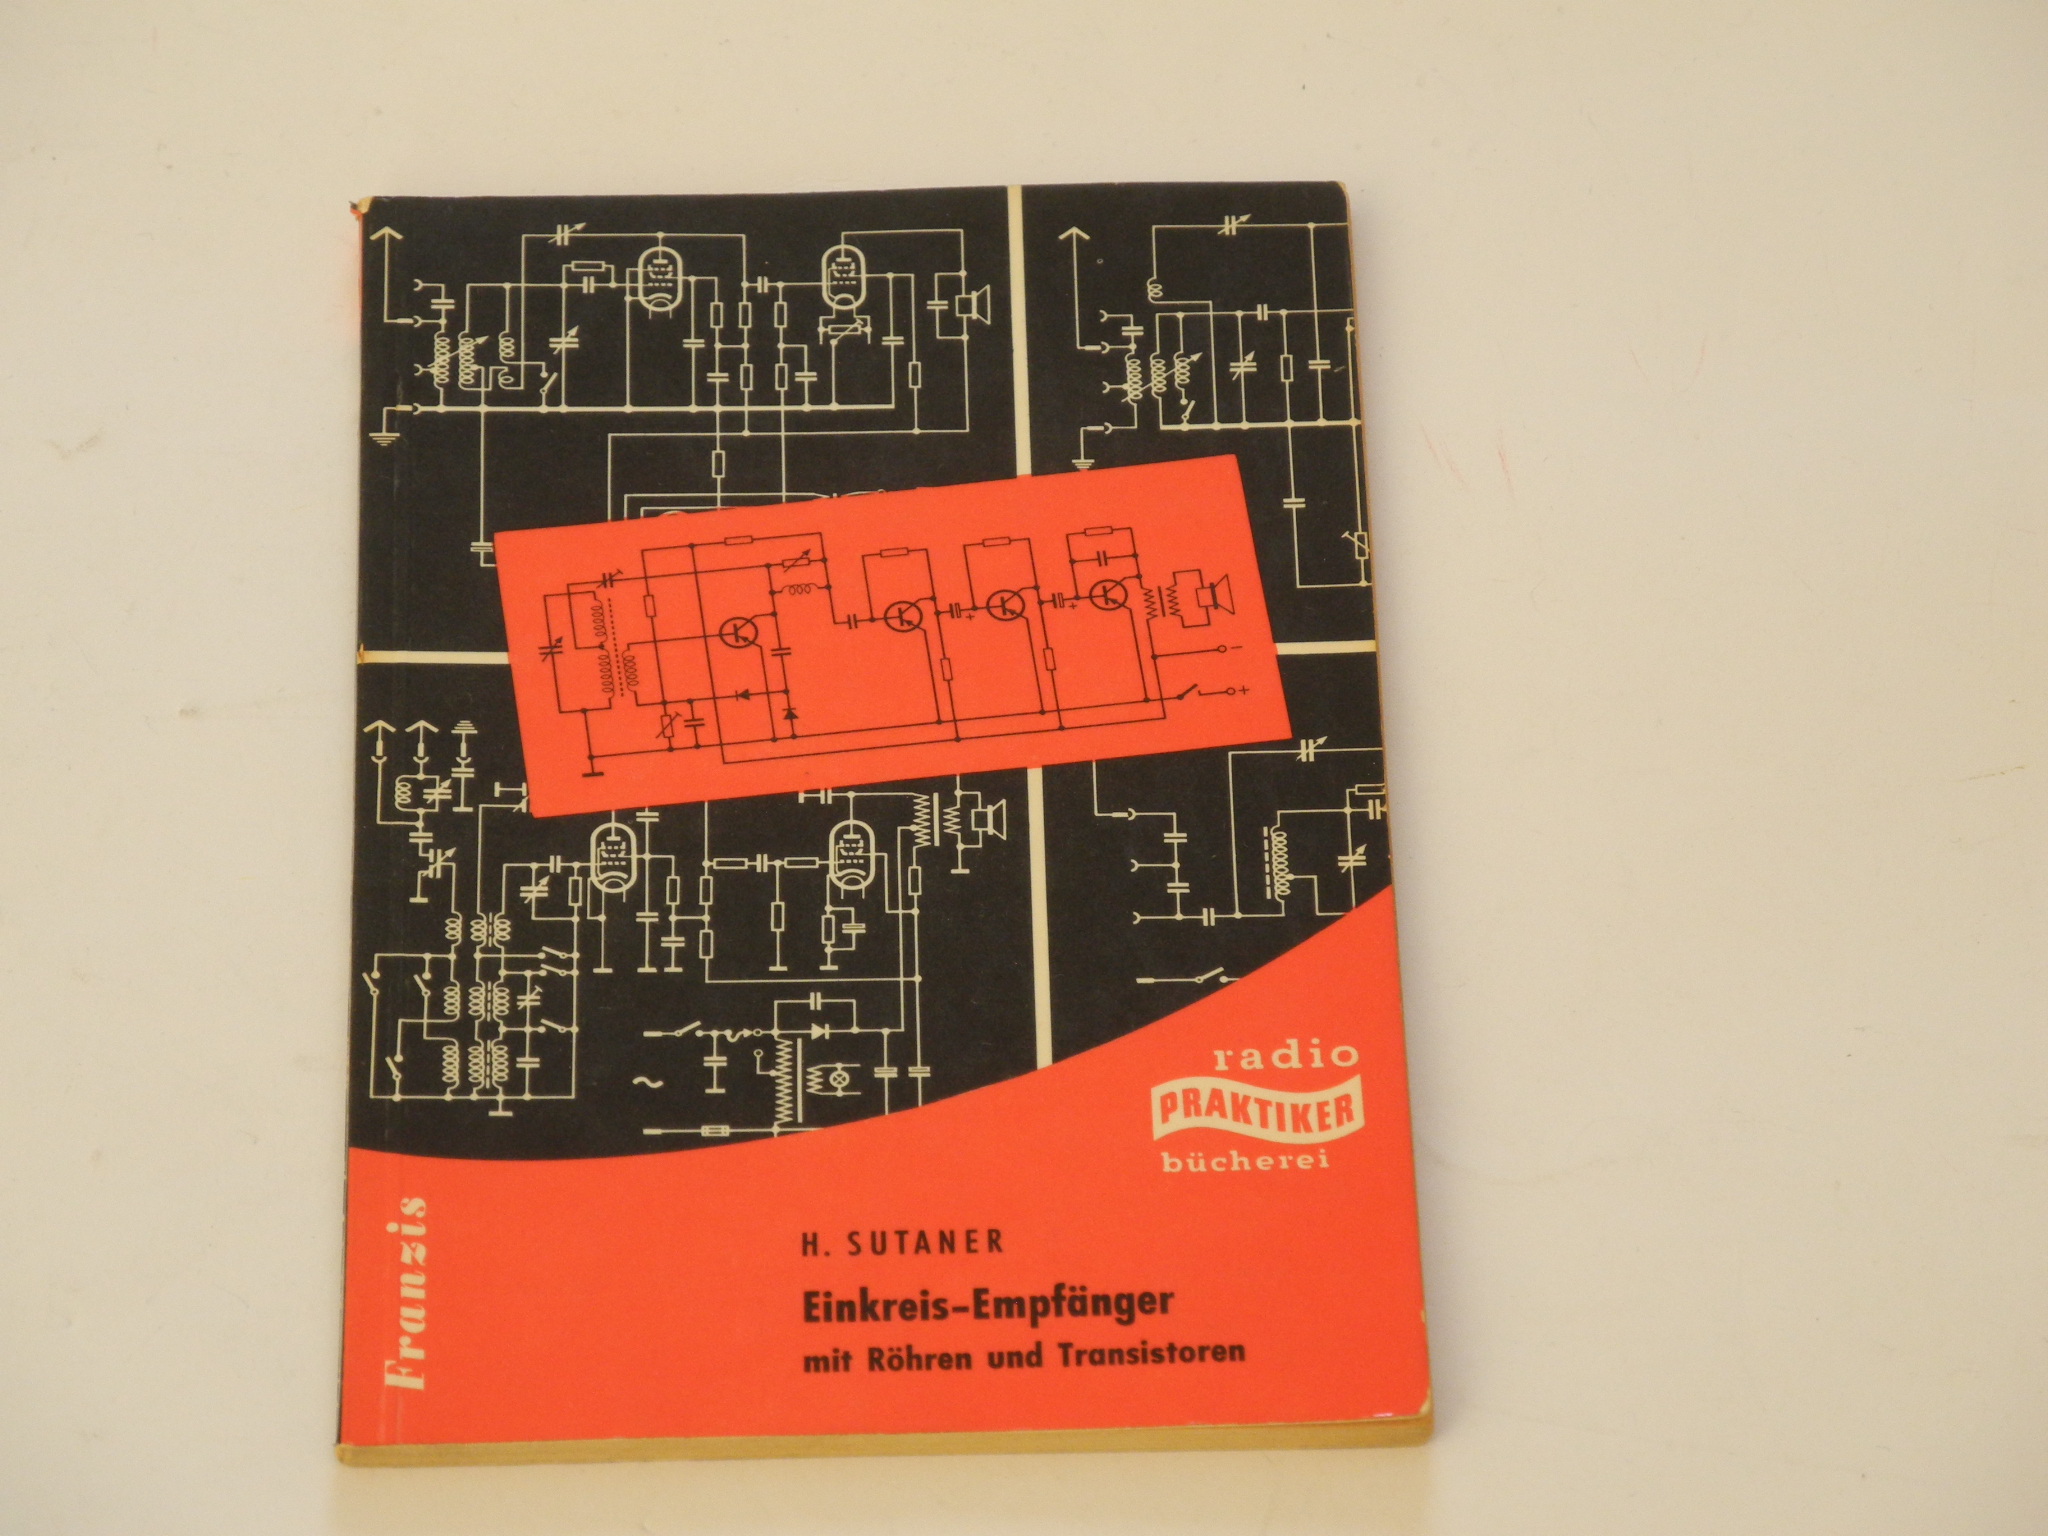 radio
PRAKTIKER
bücherei
Franzis
H. SUTANER
Einkreis-Empfänger
mit Röhren und Transistoren